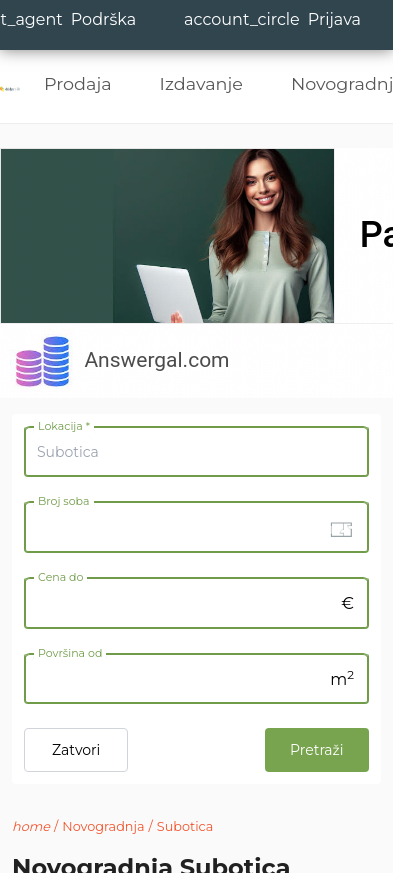 t_agent Podrška account_circle Prijava
Prodaja Izdavanje Novogradnj
Pa
Answergal.com
Lokacija *
Subotica
Broj soba
Cena do
€
Površina od
m²
Zatvori Pretraži
home / Novogradnja / Subotica
Novogradnja Subotica